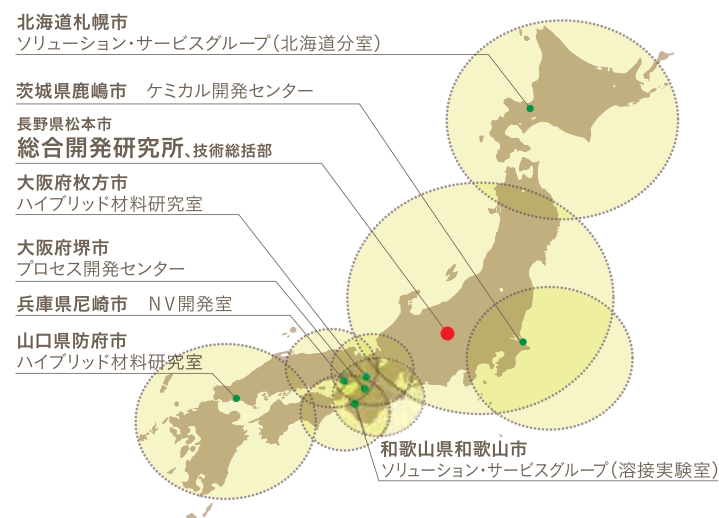 北海道札幌市
ソリューション・サービスグループ（北海道分室）
茨城県鹿嶋市　ケミカル開発センター
長野県松本市
総合開発研究所、技術総括部
大阪府枚方市
ハイブリッド材料研究室
大阪府堺市
プロセス開発センター
兵庫県尼崎市　NV開発室
山口県防府市
ハイブリッド材料研究室
和歌山県和歌山市
ソリューション・サービスグループ（溶接実験室）